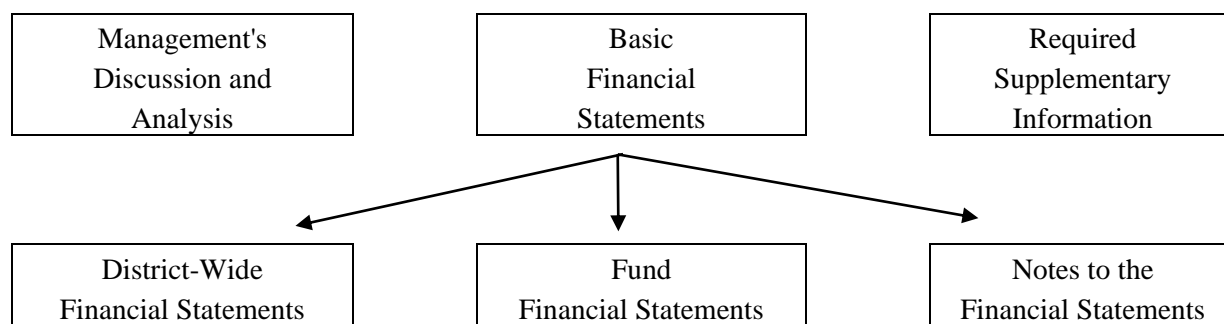 Management's
Discussion and
Analysis
Basic
Financial
Statements
Required
Supplementary
Information
District-Wide
Financial Statements
Fund
Financial Statements
Notes to the
Financial Statements